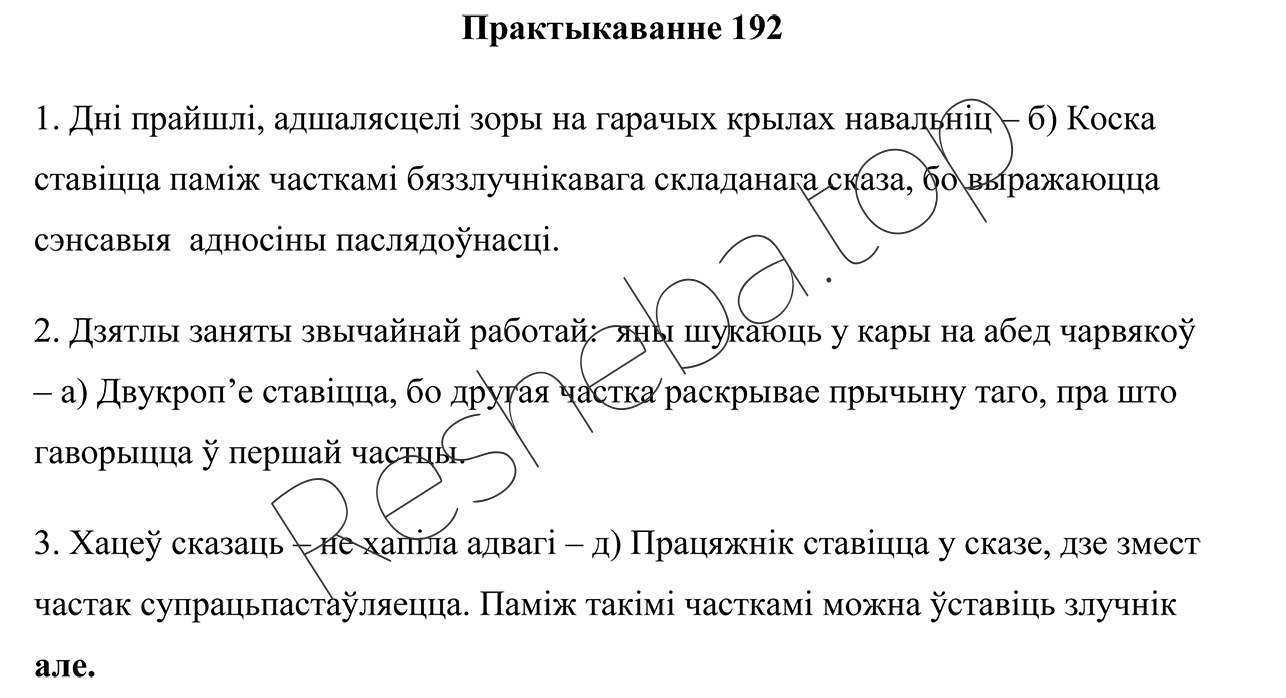 Практыкаванне 192
1. Дні прайшлі, адшалясцелі зоры на гарачых крылах навальніц – б) Коска
ставіцца паміж часткамі бяззлучнікавага складанага сказа, бо выражаюцца
сэнсавыя адносіны паслядоўнасці.
2. Дзятлы заняты звычайнай работай: яны шукаюць у кары на абед чарвякоў
– а) Двукроп’е ставіцца, бо другая частка раскрывае прычыну таго, пра што
гаворыцца ў першай частцы.
3. Хацеў сказаць – не хапіла адвагі – д) Працяжнік ставіцца у сказе, дзе змест
частак супрацьпастаўляецца. Паміж такімі часткамі можна ўставіць злучнік
але.
Resheba.top